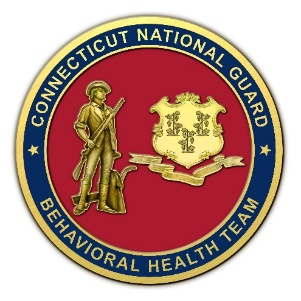 CONNECTICUT NATIONAL GUARD
BEHAVIORAL HEALTH TEAM